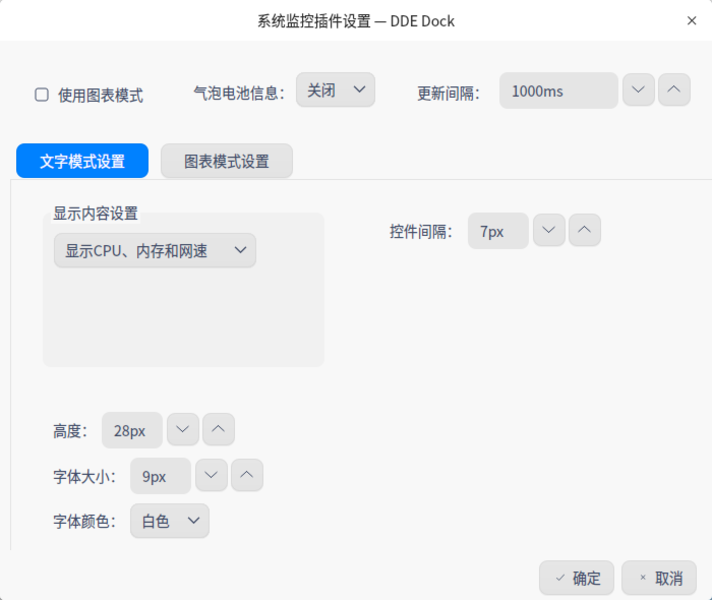 系统监控插件设置 — DDE Dock
使用图表模式 气泡电池信息： 关闭 更新间隔： 1000ms
文字模式设置 图表模式设置
显示内容设置
显示CPU、内存和网速
控件间隔： 7px
高度： 28px
字体大小： 9px
字体颜色： 白色
确定 取消